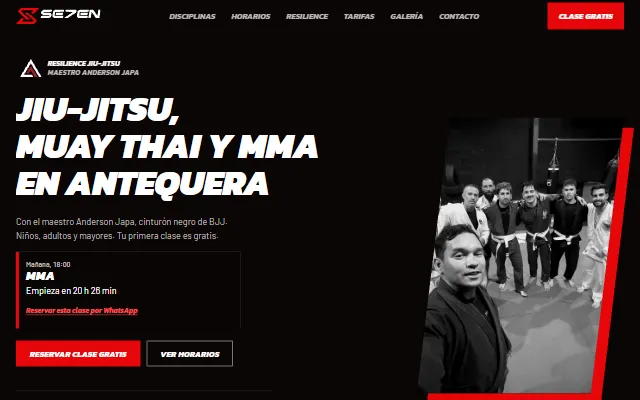 SE7EN
DISCIPLINAS HORARIOS RESILIENCE TARIFAS GALERÍA CONTACTO
CLASE GRATIS
RESILIENCE JIU-JITSU
MAESTRO ANDERSON JAPA
JIU-JITSU,
MUAY THAI Y MMA
EN ANTEQUERA
Con el maestro Anderson Japa, cinturón negro de BJJ.
Niños, adultos y mayores. Tu primera clase es gratis.
Mañana, 18:00
MMA
Empieza en 20 h 26 min
Reservar esta clase por WhatsApp
RESERVAR CLASE GRATIS
VER HORARIOS